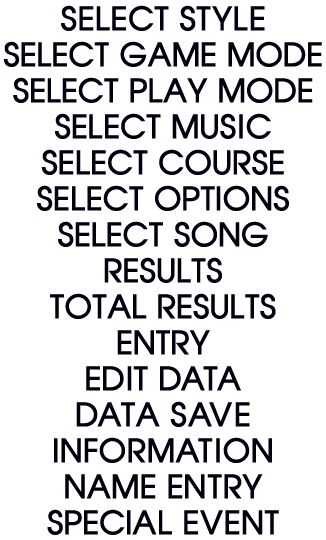 SELECT STYLE
SELECT GAME MODE
SELECT PLAY MODE
SELECT MUSIC
SELECT COURSE
SELECT OPTIONS
SELECT SONG
RESULTS
TOTAL RESULTS
ENTRY
EDIT DATA
DATA SAVE
INFORMATION
NAME ENTRY
SPECIAL EVENT